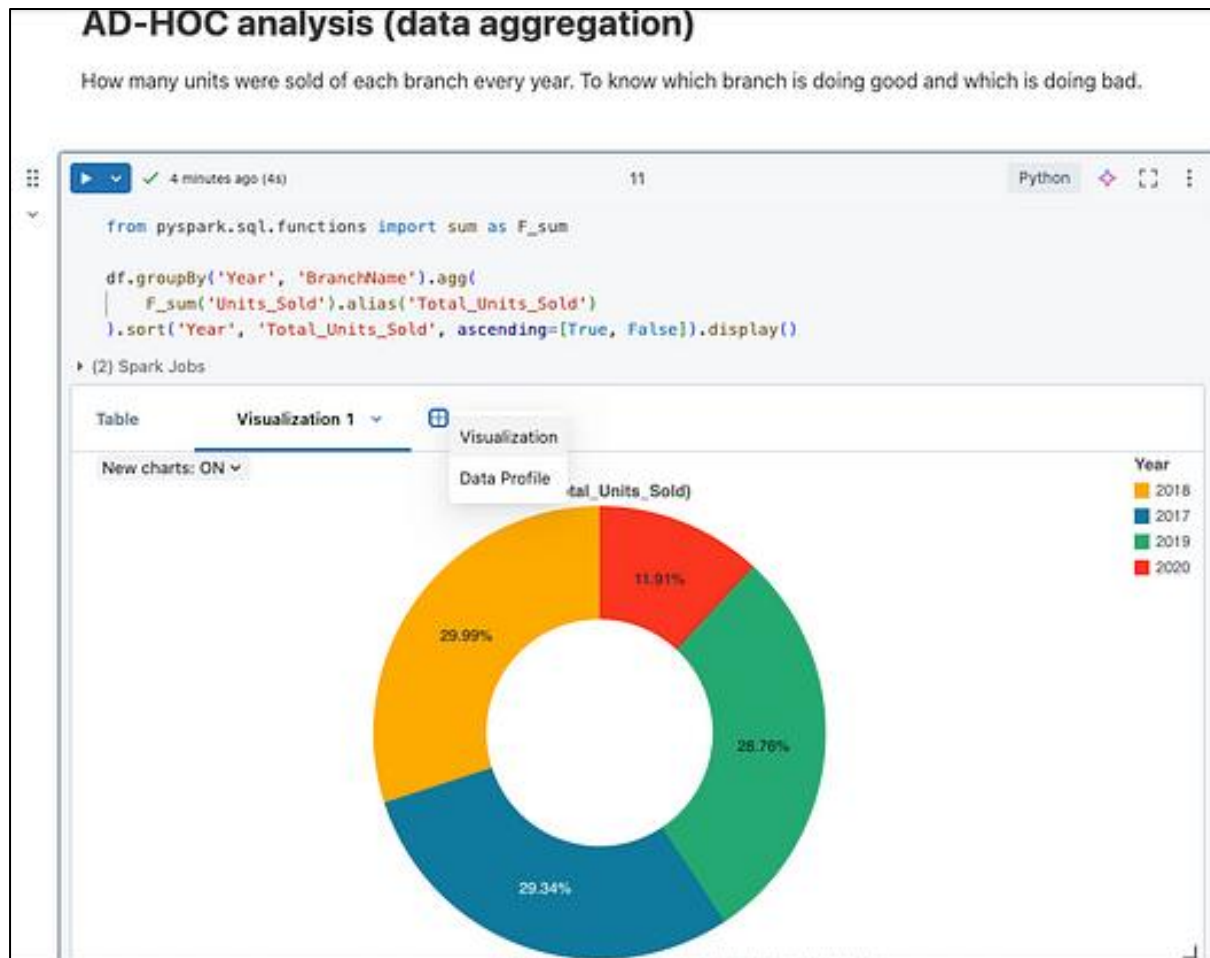 AD-HOC analysis (data aggregation)
How many units were sold of each branch every year. To know which branch is doing good and which is doing bad.
4 minutes ago (4s)
11
Python
from pyspark.sql.functions import sum as F_sum
df.groupBy('Year', 'BranchName').agg(
F_sum('Units_Sold').alias('Total_Units_Sold')
).sort('Year', 'Total_Units_Sold', ascending=[True, False]).display()
(2) Spark Jobs
Table
Visualization 1
Visualization
Data Profile
New charts: ON
tal_Units_Sold)
Year
2018
2017
2019
2020
11.91%
29.99%
28.76%
29.34%